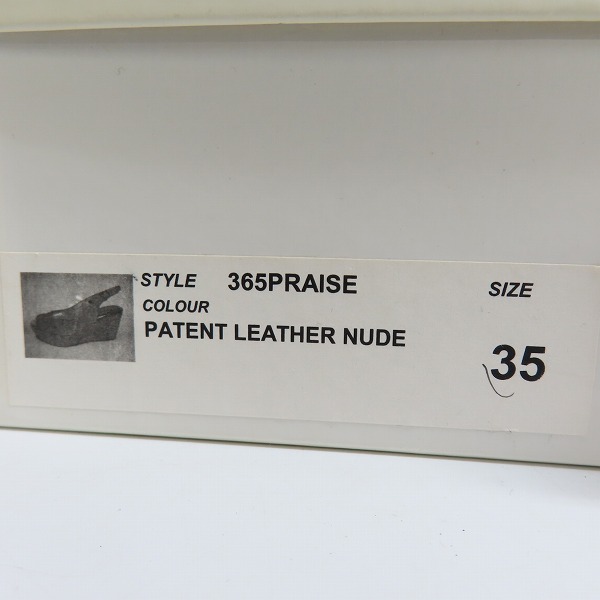 STYLE 365PRAISE SIZE
COLOUR
PATENT LEATHER NUDE 35